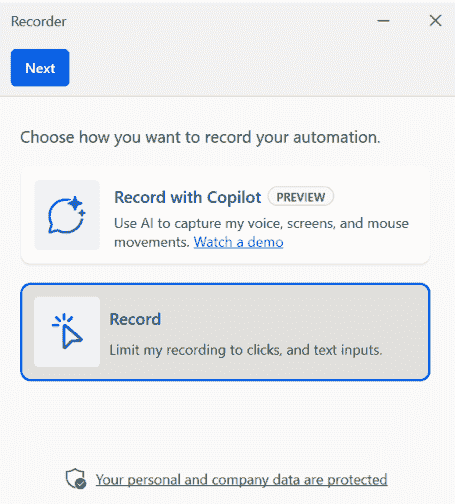 Recorder
Next
Choose how you want to record your automation.
Record with Copilot PREVIEW
Use AI to capture my voice, screens, and mouse
movements. Watch a demo
Record
Limit my recording to clicks, and text inputs.
Your personal and company data are protected